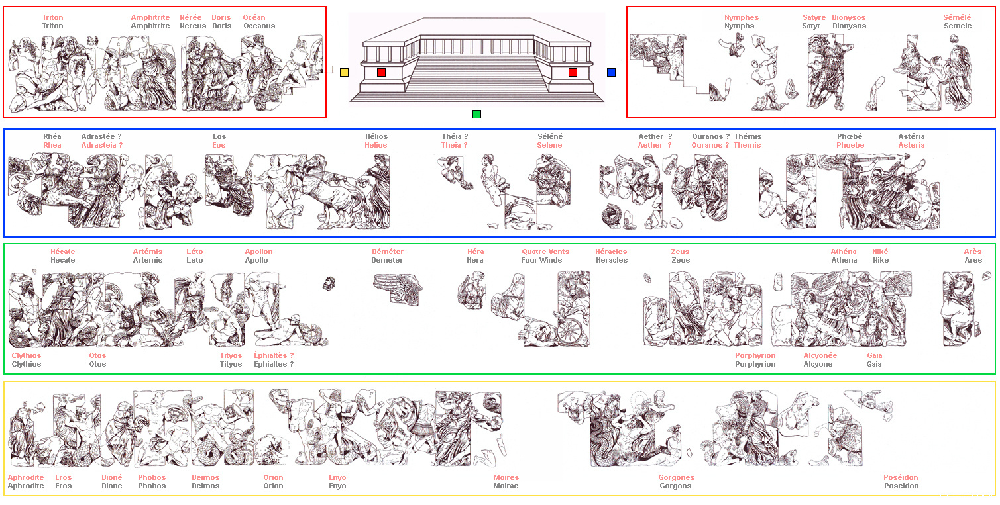 Triton Amphitrite Nérée Doris Océan
Triton Amphitrite Nereus Doris Oceanus
Nymphes Satyre Dionysos Sémélé
Nymphs Satyr Dionysos Semele
Rhéa Adrastée ? Eos Hélios Théia ? Séléné Aether ? Ouranos ? Thémis Phœbé Astéria
Rhea Adrasteia ? Eos Helios Theia ? Selene Aether ? Ouranos ? Themis Phoebe Asteria
Hécate Artémis Léto Apollon Déméter Héra Quatre Vents Héracles Zeus Athéna Niké Arès
Hecate Artemis Leto Apollo Demeter Hera Four Winds Heracles Zeus Athena Nike Ares
Clythios Otos Tityos Éphialtès ? Porphyrion Alcyonée Gaïa
Clythius Otos Tityos Ephialtes ? Porphyrion Alcyone Gaia
Aphrodite Eros Dioné Phobos Deimos Orion Enyo Moires Gorgones Poséidon
Aphrodite Eros Dione Phobos Deimos Orion Enyo Moirae Gorgons Poseidon